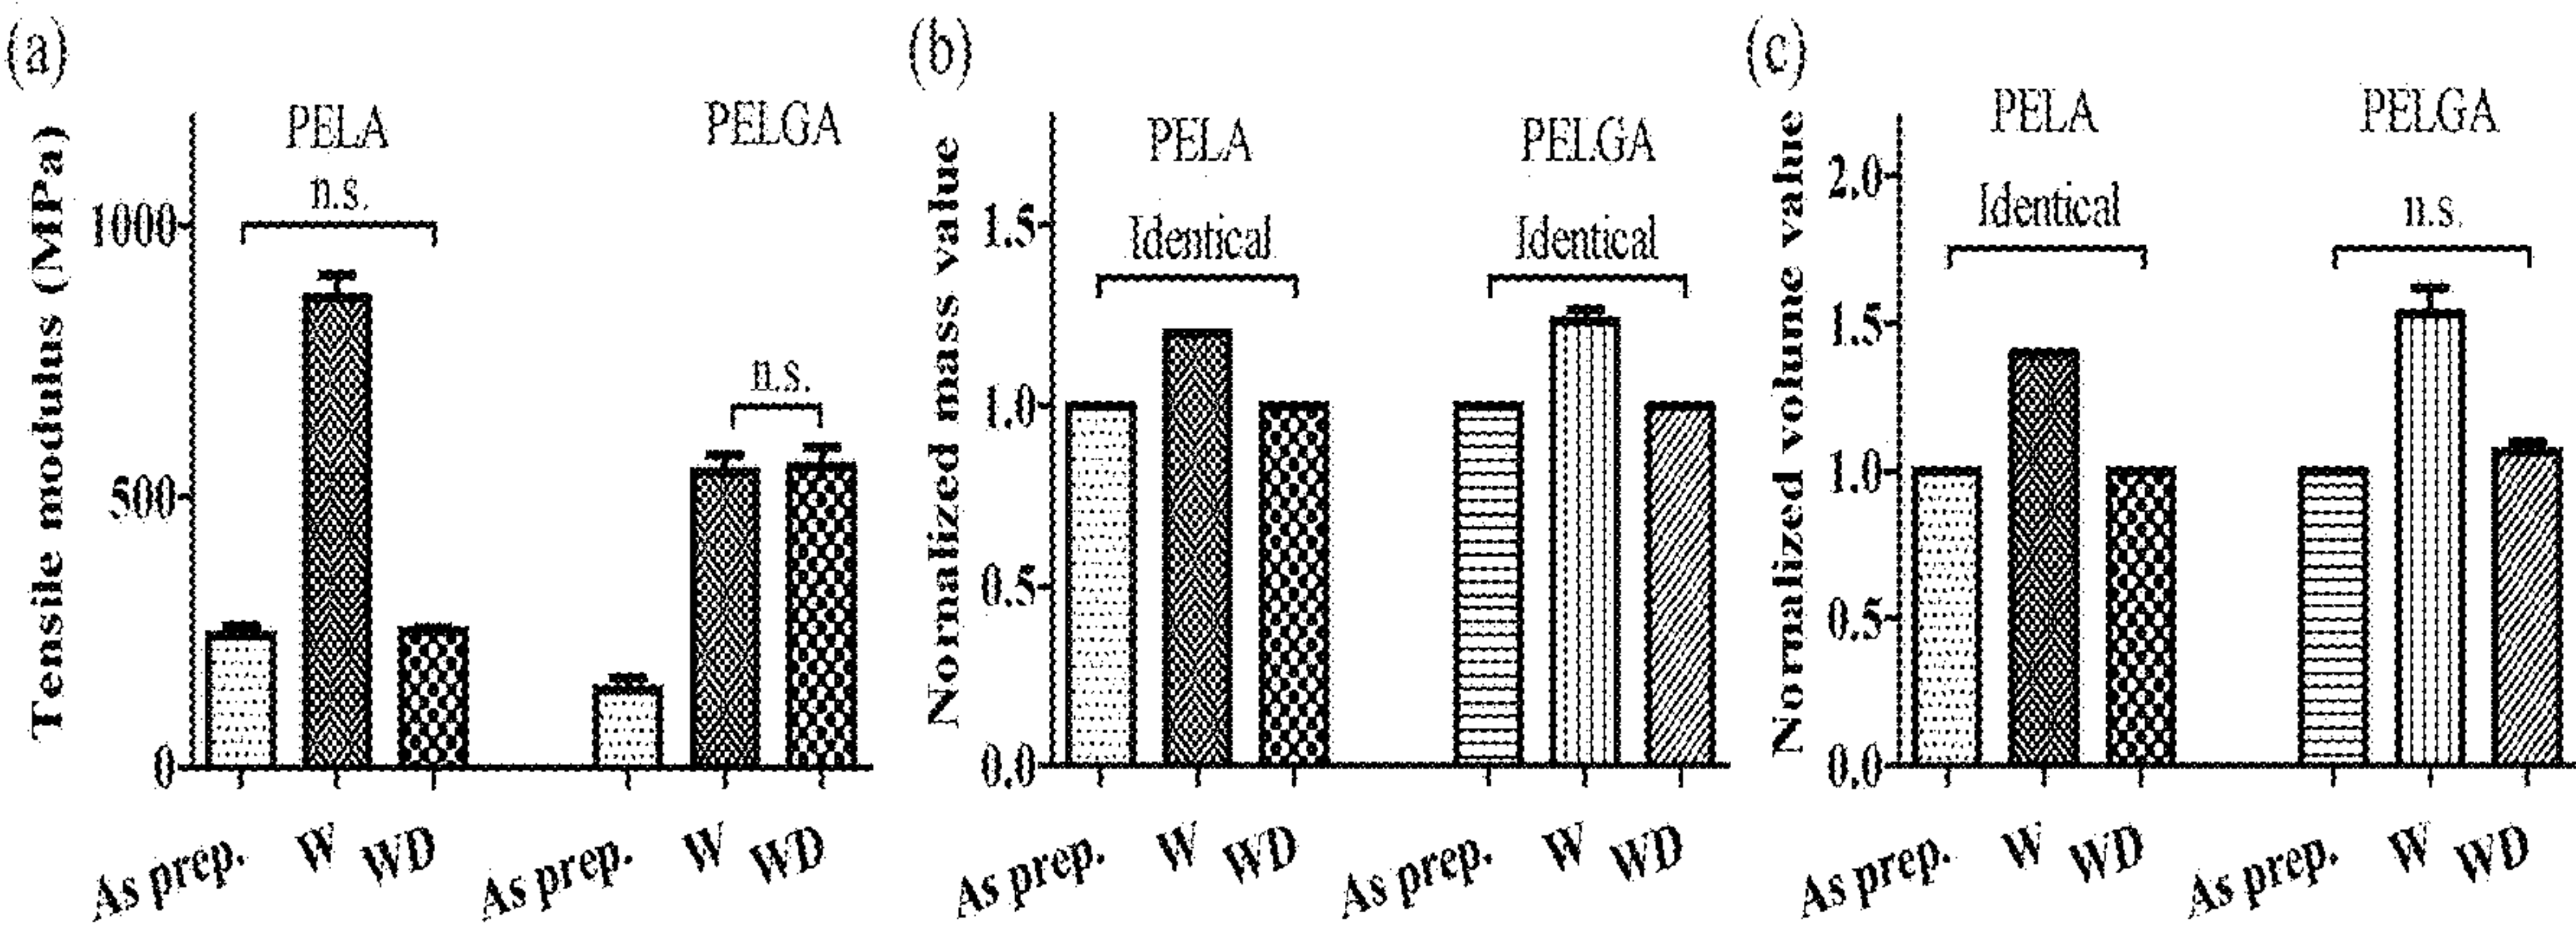 (a)
Tensile modulus (MPa)
1000
500
0
PELA
n.s.
PELGA
n.s.
As prep.
W
WD
As prep.
W
WD
(b)
Normalized mass value
1.5
1.0
0.5
0.0
PELA
Identical
PELGA
Identical
As prep.
W
WD
As prep.
W
WD
(c)
Normalized volume value
2.0
1.5
1.0
0.5
0.0
PELA
Identical
PELGA
n.s.
As prep.
W
WD
As prep.
W
WD